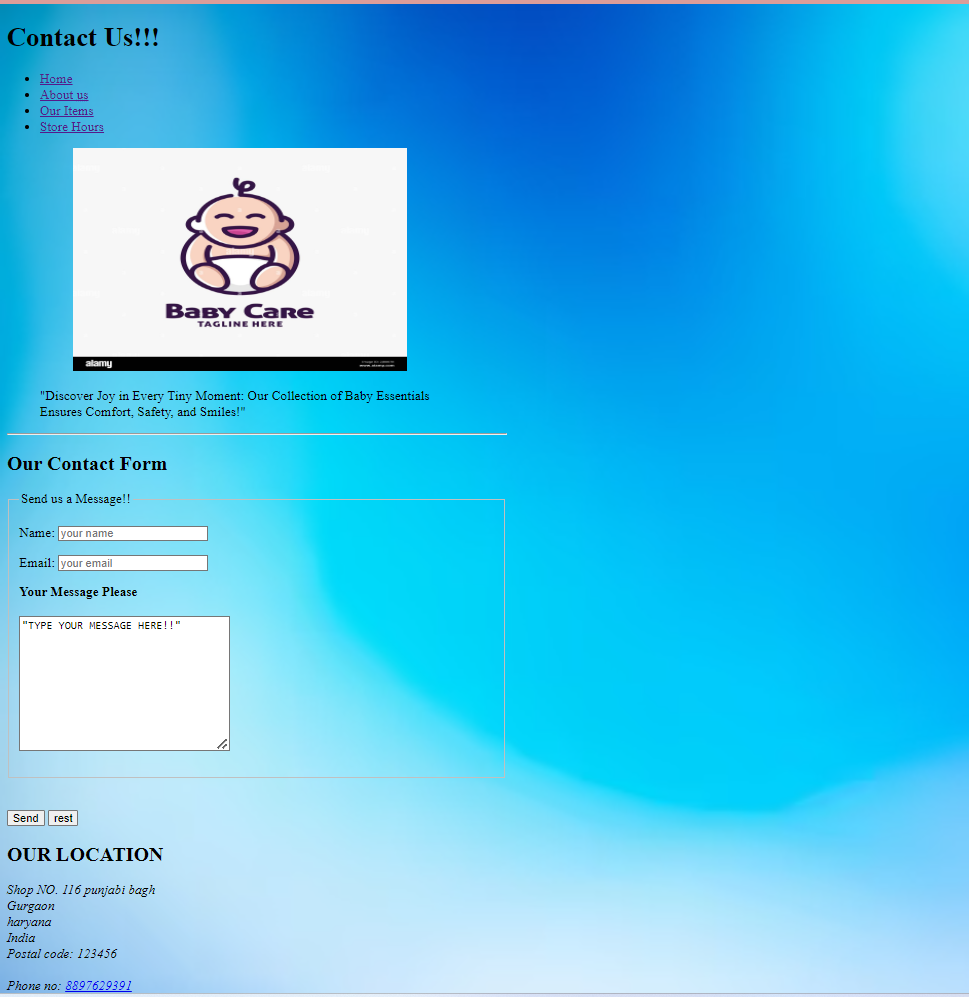 Contact Us!!!
Home
About us
Our Items
Store Hours
BABY CARE
TAGLINE HERE
alamy
"Discover Joy in Every Tiny Moment: Our Collection of Baby Essentials
Ensures Comfort, Safety, and Smiles!"
Our Contact Form
Send us a Message!!
Name: your name
Email: your email
Your Message Please
"TYPE YOUR MESSAGE HERE!!"
Send rest
OUR LOCATION
Shop NO. 116 punjabi bagh
Gurgaon
haryana
India
Postal code: 123456
Phone no: 8897629391